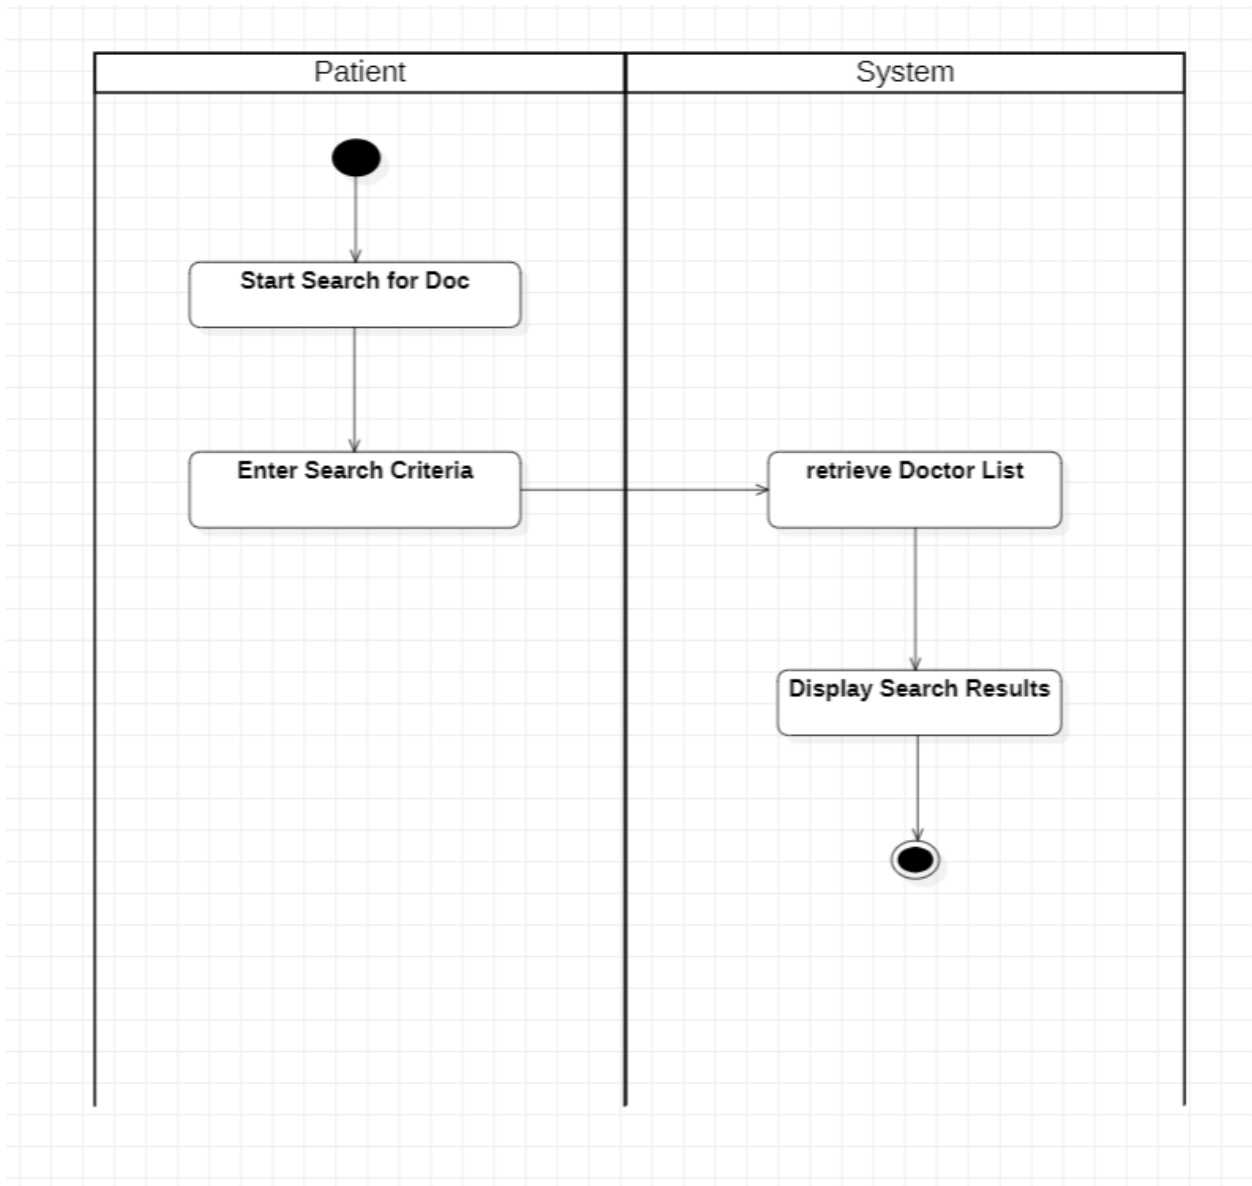 Patient
System
Start Search for Doc
Enter Search Criteria
retrieve Doctor List
Display Search Results